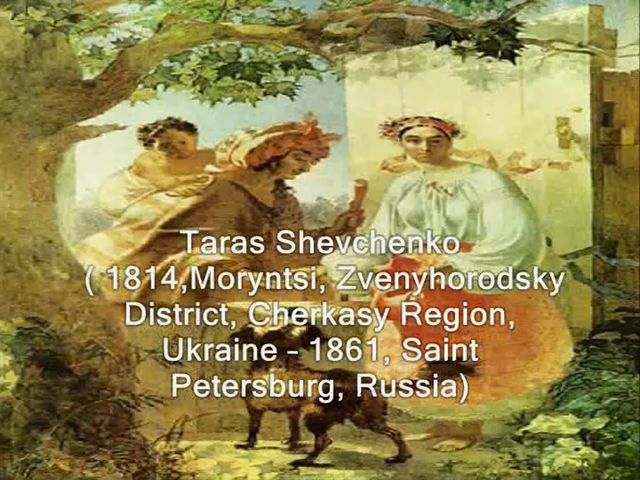 Taras Shevchenko
( 1814,Moryntsi, Zvenyhorodsky
District, Cherkasy Region,
Ukraine – 1861, Saint
Petersburg, Russia)